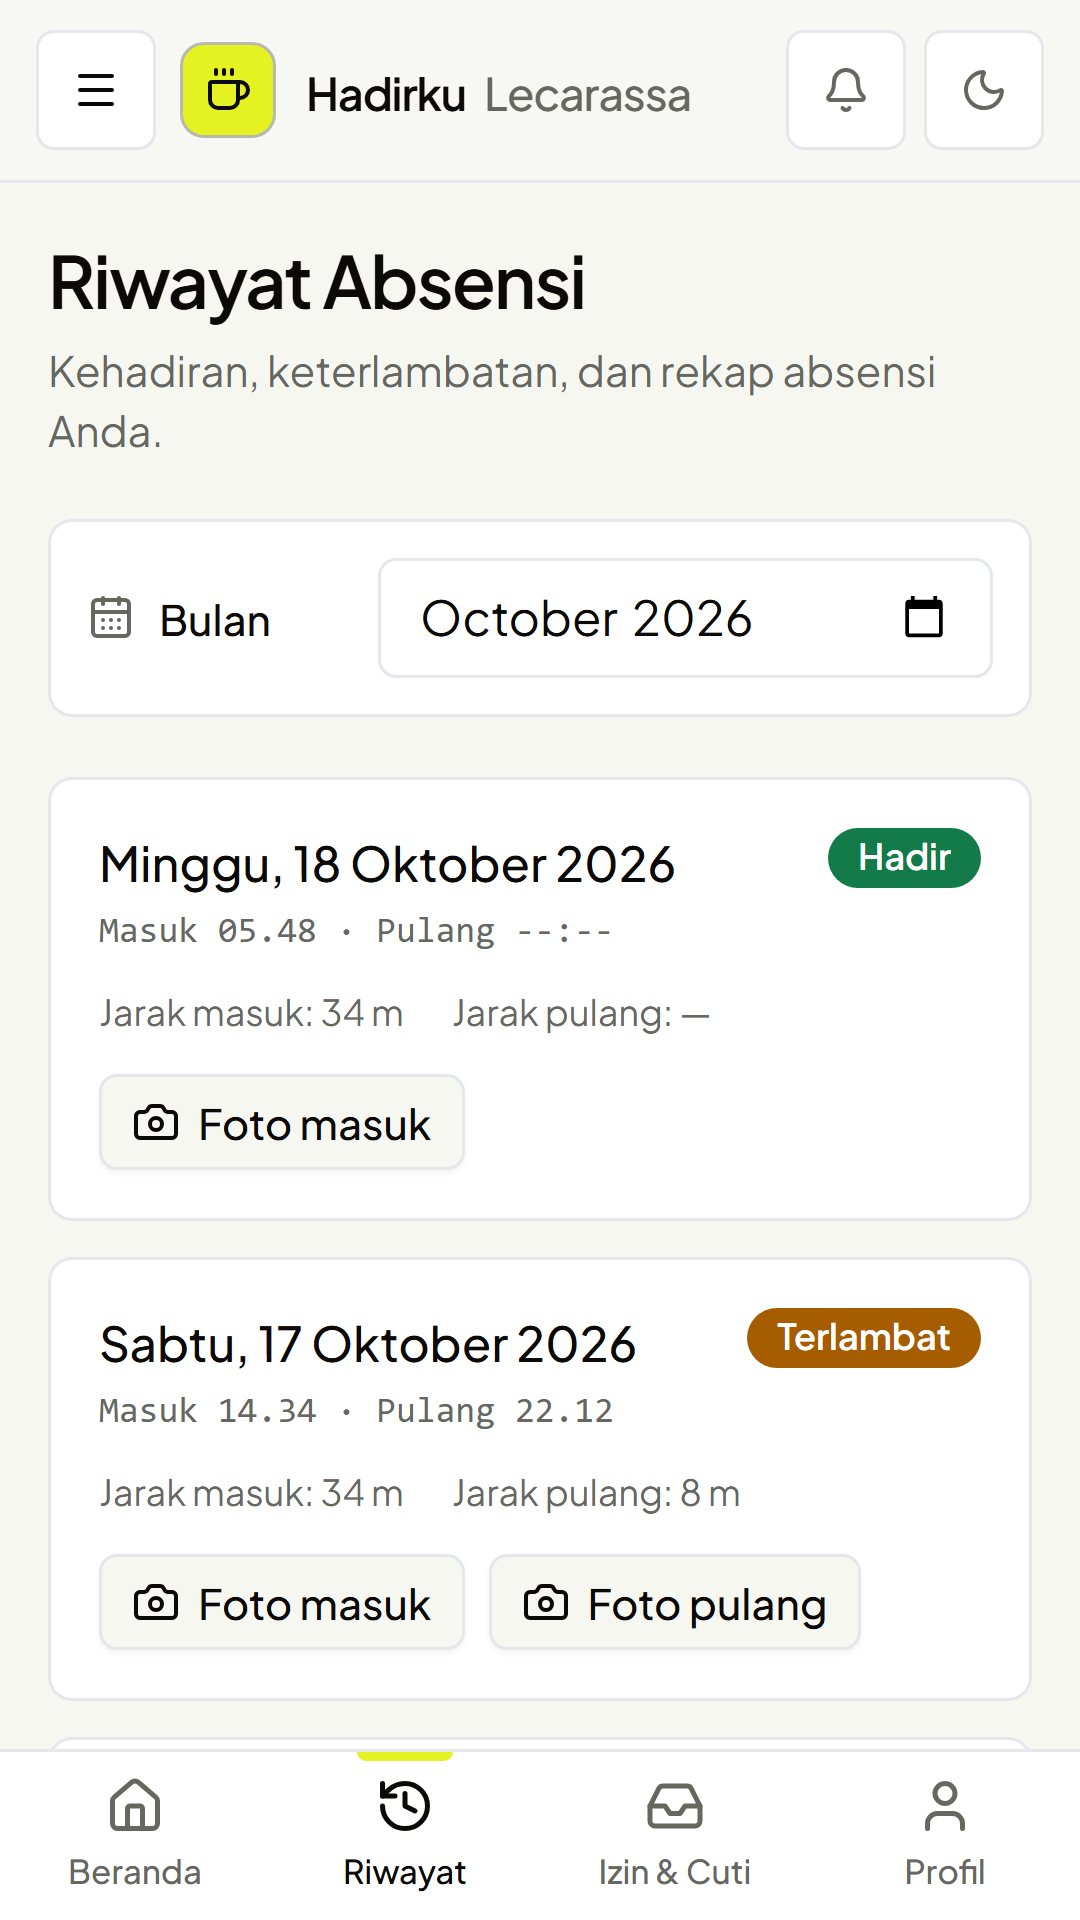 Hadirku Lecarassa
Riwayat Absensi
Kehadiran, keterlambatan, dan rekap absensi
Anda.
Bulan
October 2026
Minggu, 18 Oktober 2026
Hadir
Masuk 05.48 · Pulang --:--
Jarak masuk: 34 m Jarak pulang: —
Foto masuk
Sabtu, 17 Oktober 2026
Terlambat
Masuk 14.34 · Pulang 22.12
Jarak masuk: 34 m Jarak pulang: 8 m
Foto masuk Foto pulang
Beranda Riwayat Izin & Cuti Profil